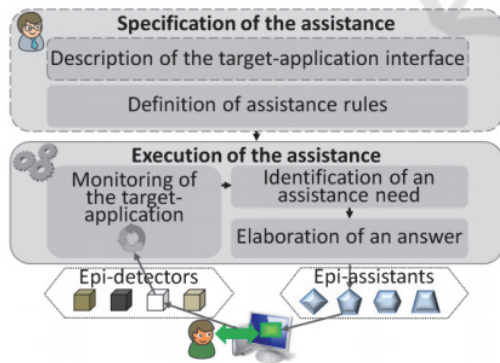 Specification of the assistance
Description of the target-application interface
Definition of assistance rules
Execution of the assistance
Monitoring of
the target-
application
Identification of an
assistance need
Elaboration of an answer
Epi-detectors
Epi-assistants